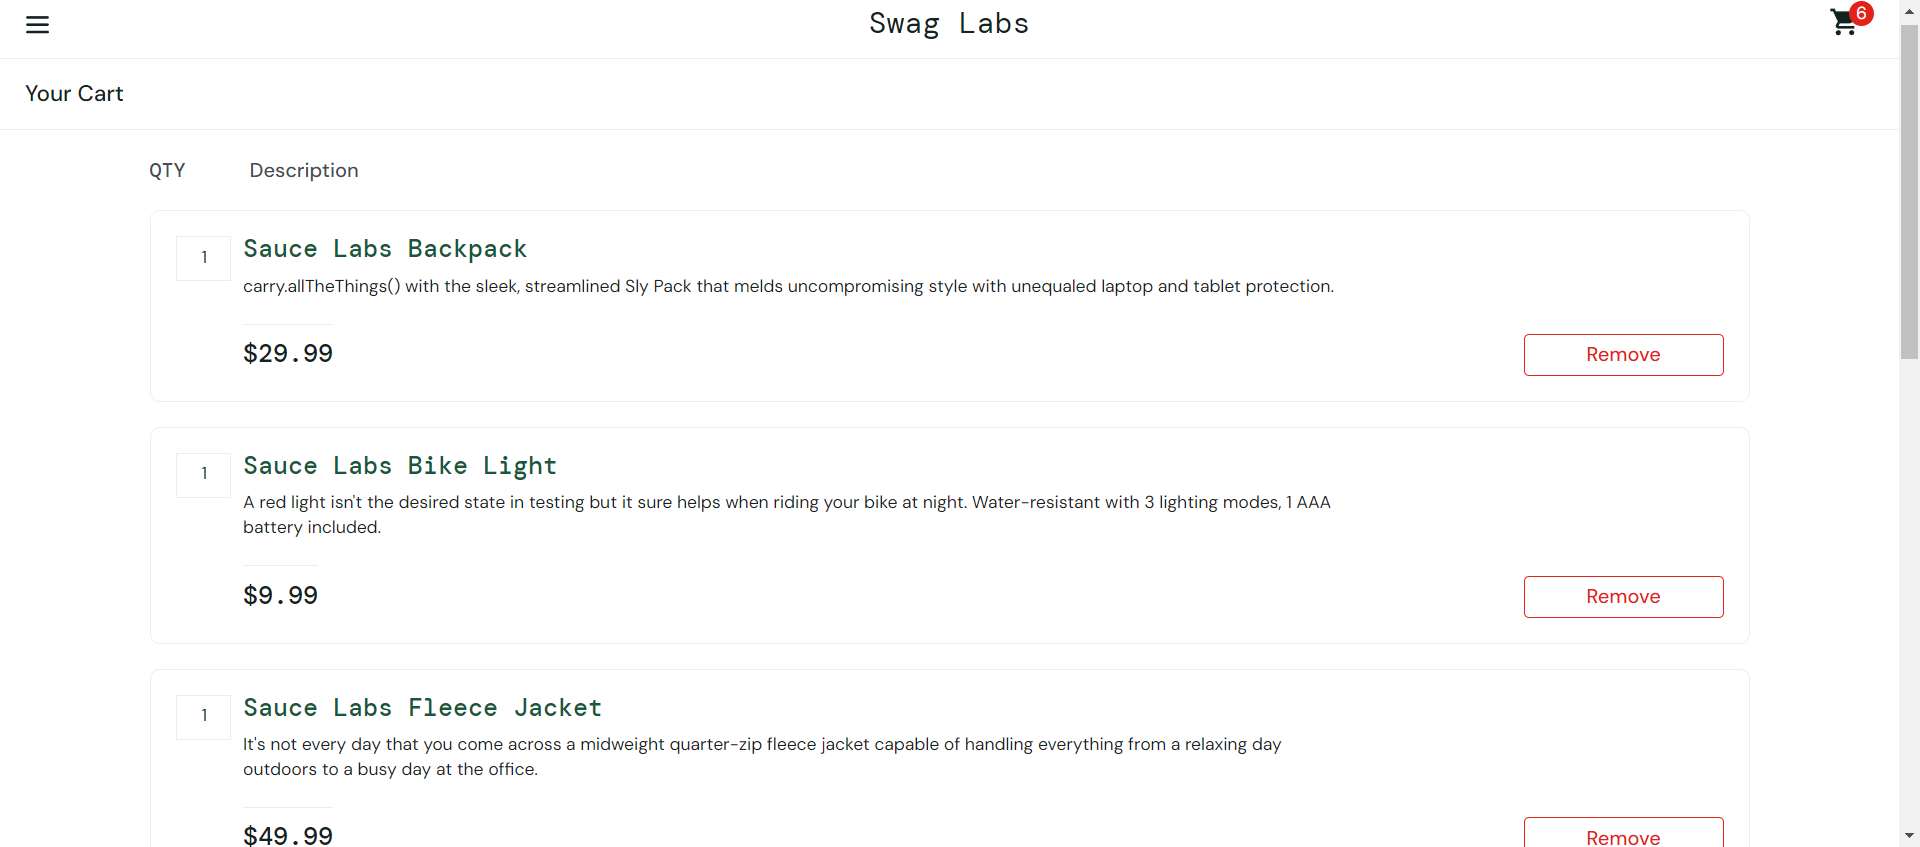 Swag Labs
6
Your Cart
QTY Description
1 Sauce Labs Backpack
carry.allTheThings() with the sleek, streamlined Sly Pack that melds uncompromising style with unequaled laptop and tablet protection.
$29.99 Remove
1 Sauce Labs Bike Light
A red light isn't the desired state in testing but it sure helps when riding your bike at night. Water-resistant with 3 lighting modes, 1 AAA
battery included.
$9.99 Remove
1 Sauce Labs Fleece Jacket
It's not every day that you come across a midweight quarter-zip fleece jacket capable of handling everything from a relaxing day
outdoors to a busy day at the office.
$49.99 Remove